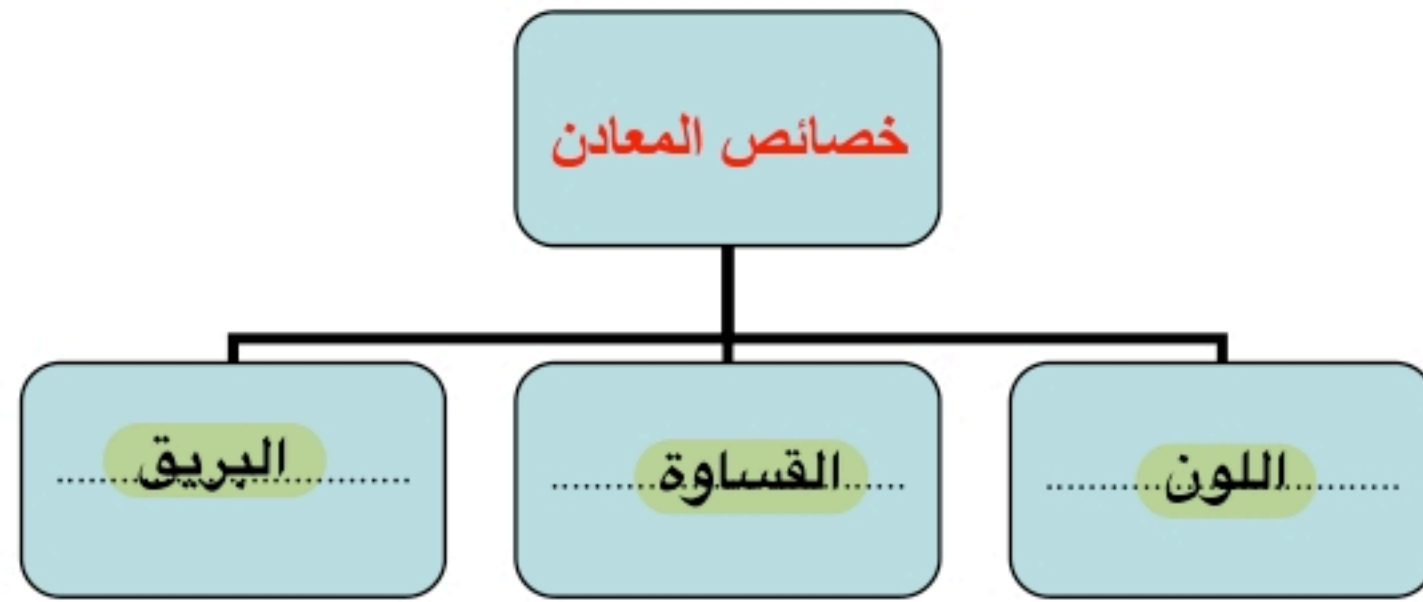 خصائص المعادن
اللون
القساوة
البريق